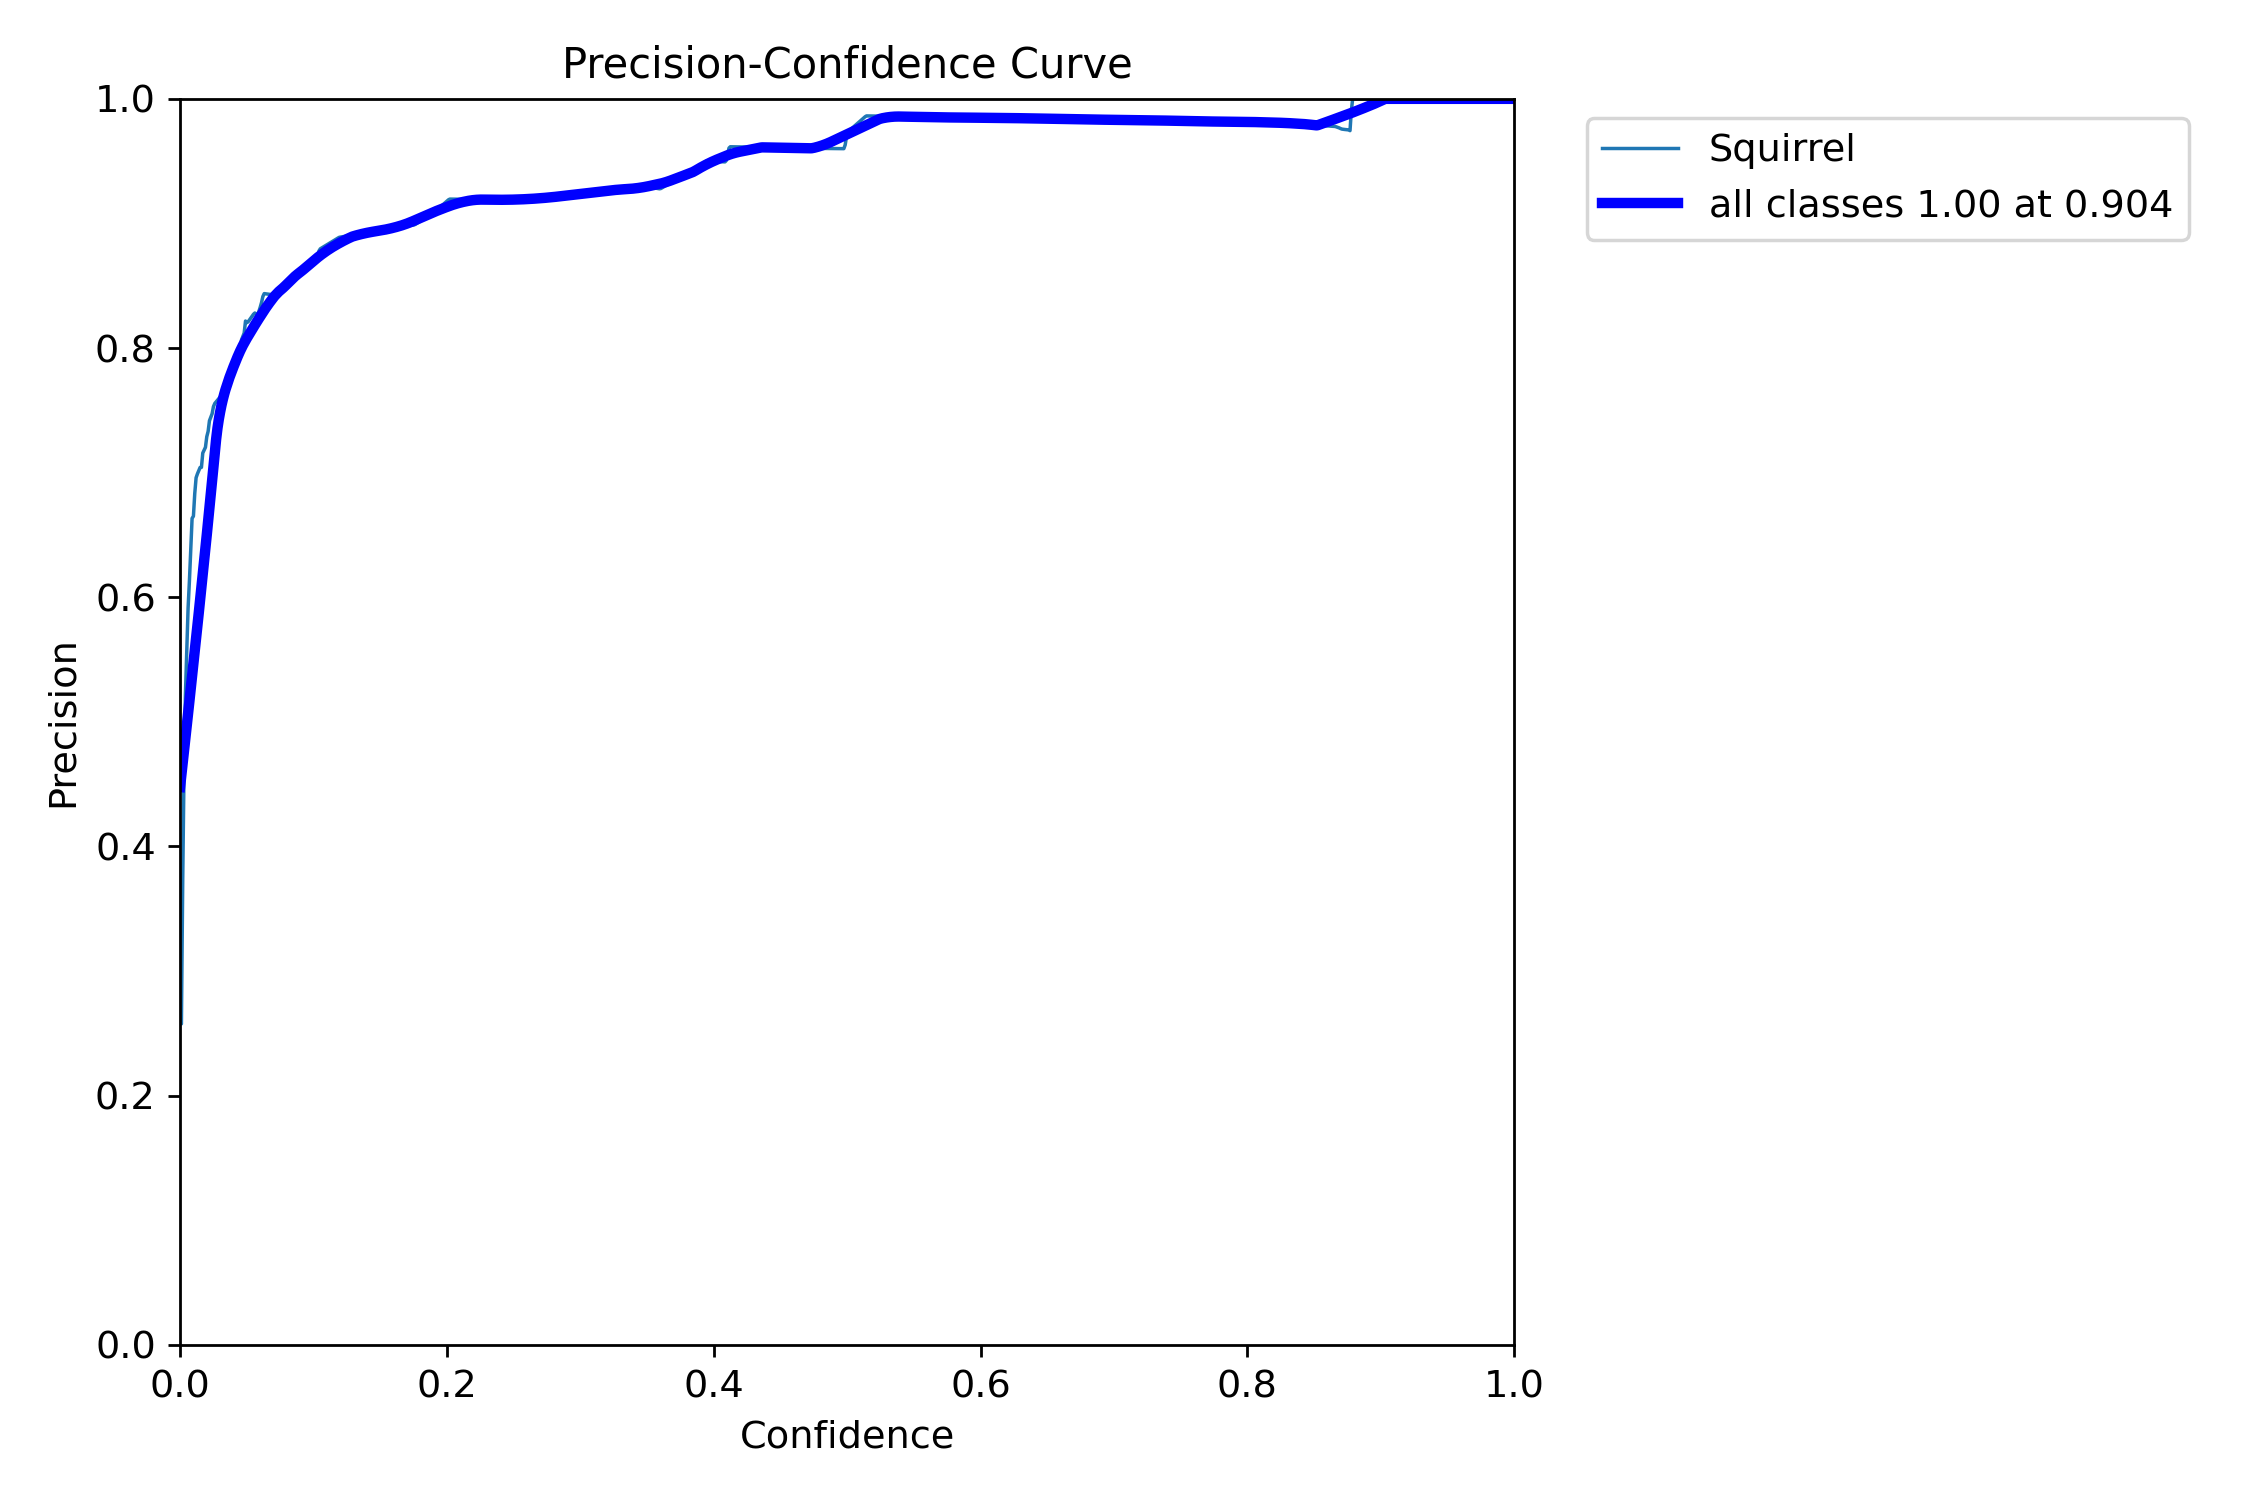 Precision-Confidence Curve
1.0
0.8
0.6
0.4
0.2
0.0
Precision
0.0 0.2 0.4 0.6 0.8 1.0
Confidence
Squirrel
all classes 1.00 at 0.904